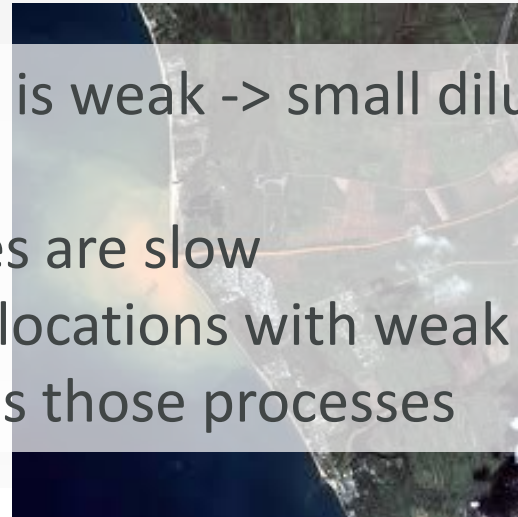 is weak -> small dilu
es are slow
locations with weak
s those processes